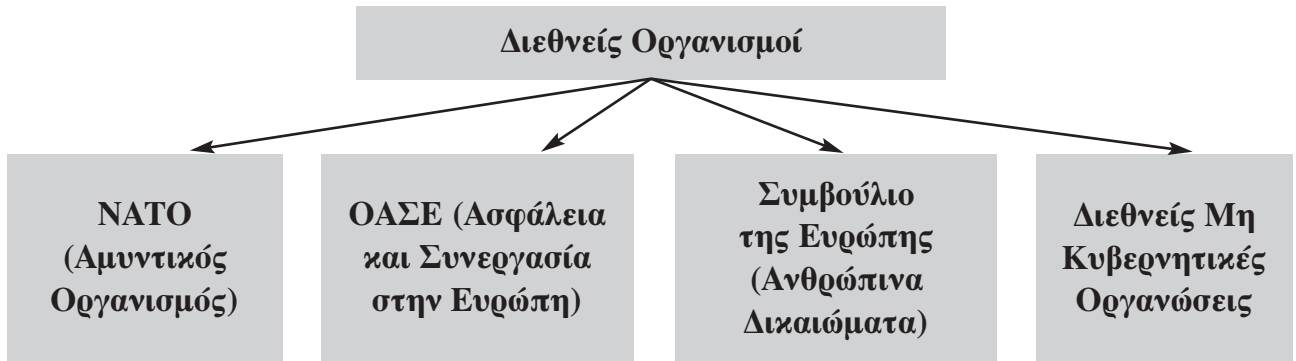 Διεθνείς Οργανισμοί
ΝΑΤΟ
(Αμυντικός
Οργανισμός)
ΟΑΣΕ (Ασφάλεια
και Συνεργασία
στην Ευρώπη)
Συμβούλιο
της Ευρώπης
(Ανθρώπινα
Δικαιώματα)
Διεθνείς Μη
Κυβερνητικές
Οργανώσεις